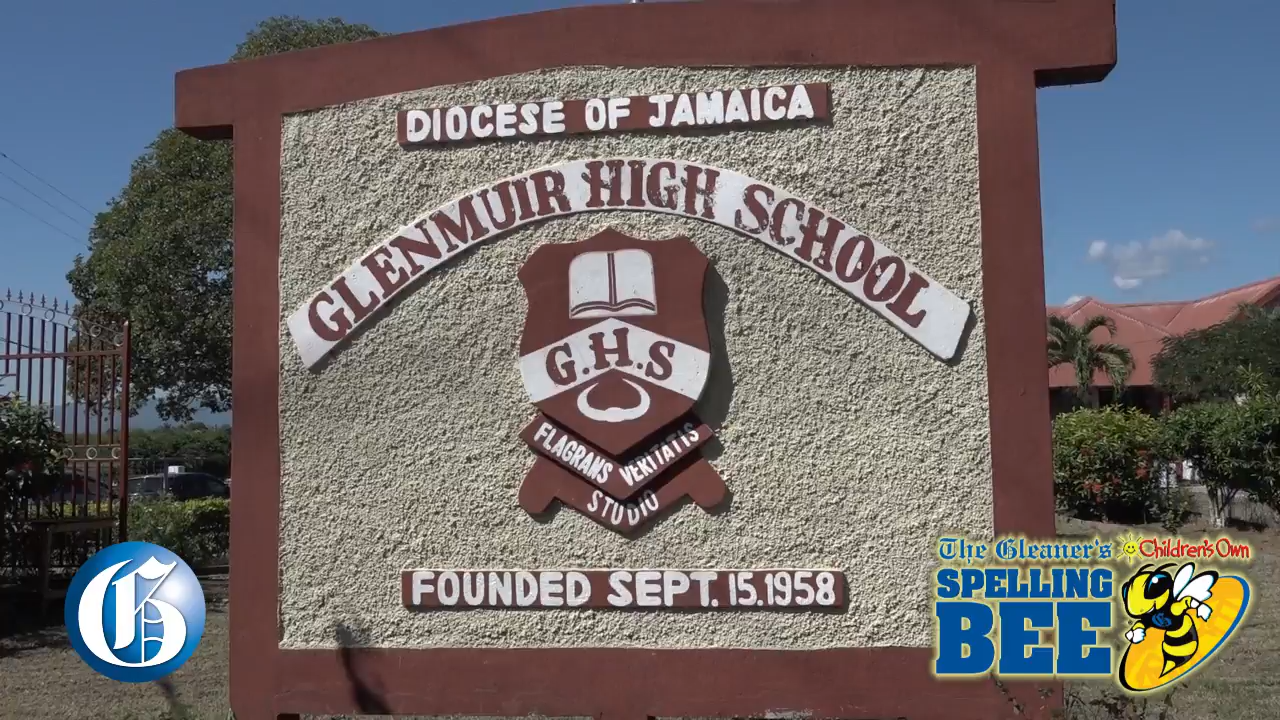 DIOCESE OF JAMAICA
GLENMUIR HIGH SCHOOL
G.H.S
FLAGRANS VERITATIS
STUDIO
FOUNDED SEPT. 15.1958
G
The Gleaner's Children's Own
SPELLING
BEE